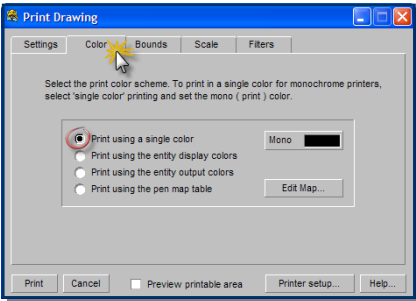 Print Drawing
Settings Color Bounds Scale Filters
Select the print color scheme. To print in a single color for monochrome printers,
select 'single color' printing and set the mono ( print ) color.
Print using a single color Mono
Print using the entity display colors
Print using the entity output colors
Print using the pen map table Edit Map...
Print Cancel Preview printable area Printer setup... Help...